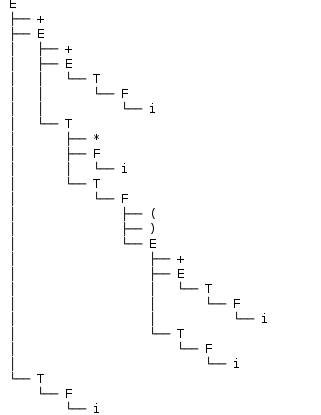 E
├── +
├── E
│   ├── +
│   ├── E
│   │   └── T
│   │       └── F
│   │           └── i
│   └── T
│       ├── *
│       ├── F
│       │   └── i
│       └── T
│           └── F
│               ├── (
│               ├── )
│               └── E
│                   ├── +
│                   ├── E
│                   │   └── T
│                   │       └── F
│                   │           └── i
│                   └── T
│                       └── F
│                           └── i
└── T
    └── F
        └── i